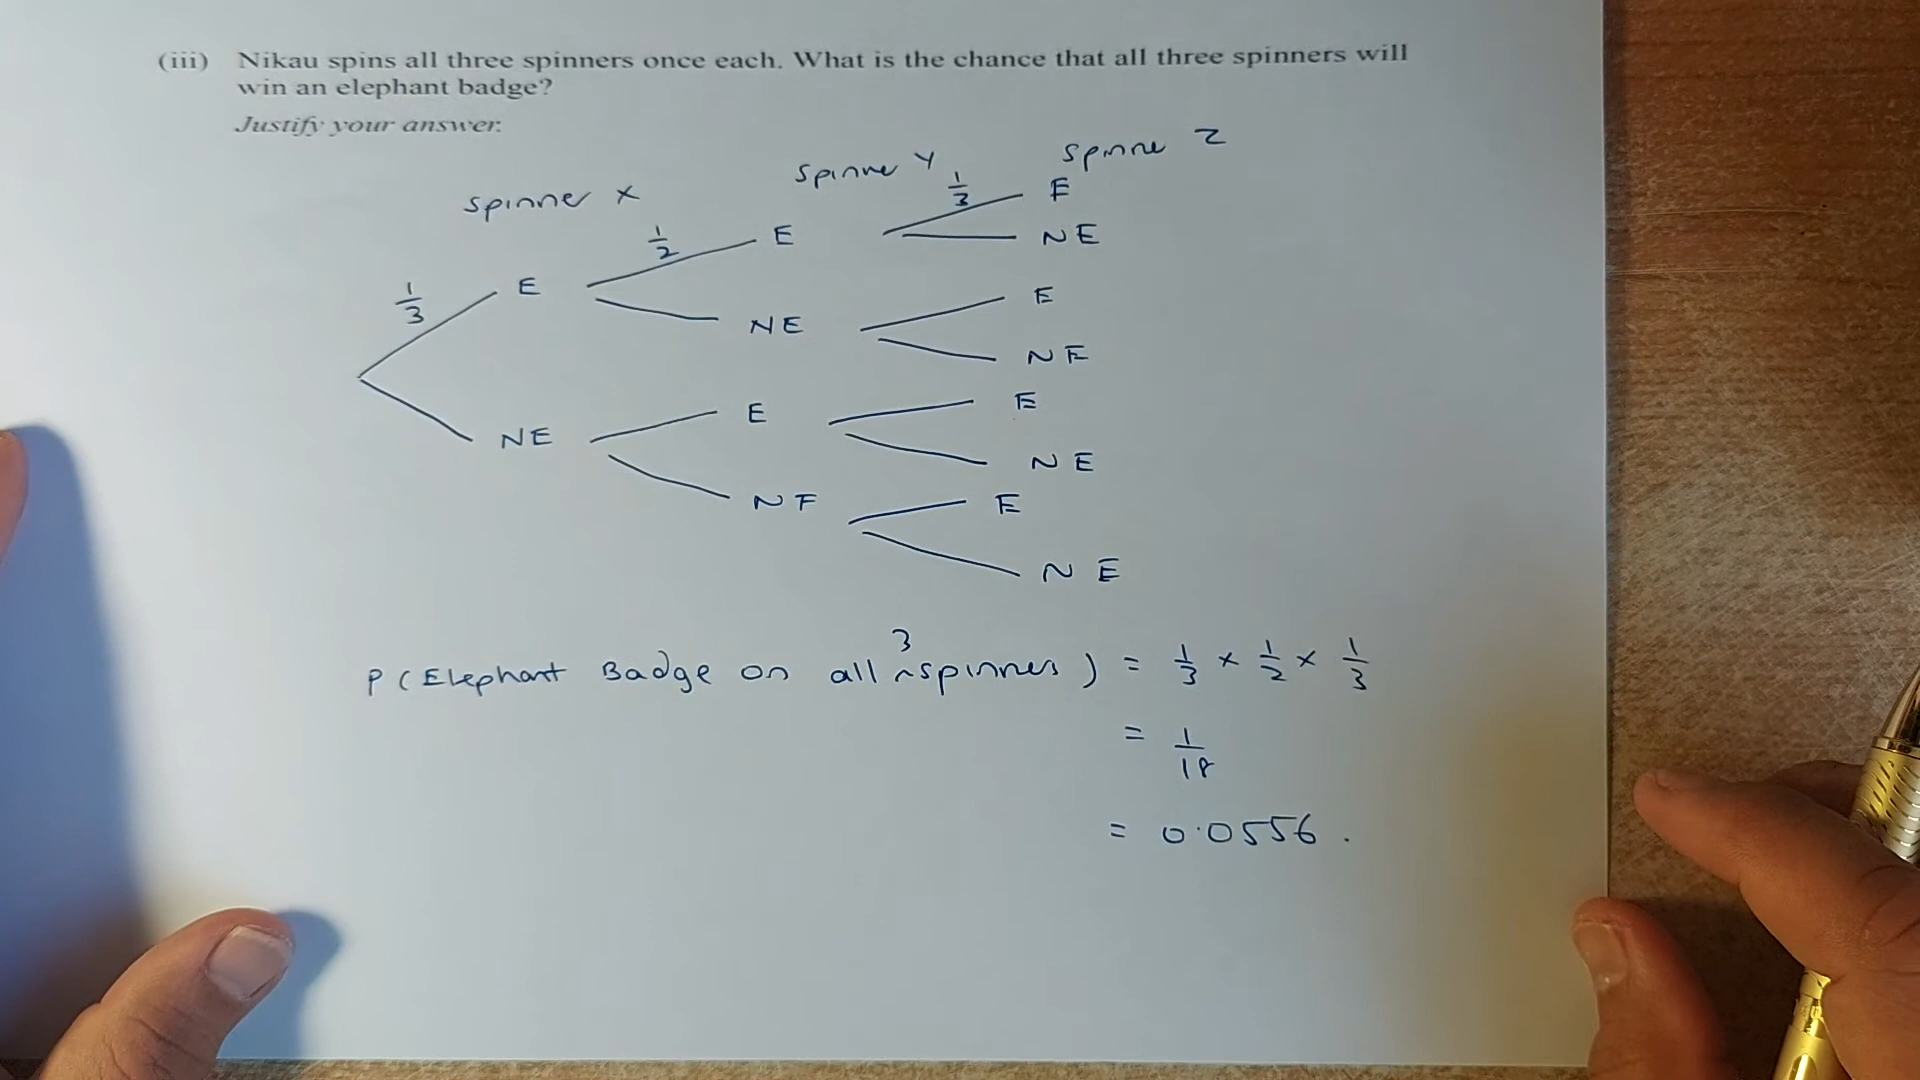 (iii) Nikau spins all three spinners once each. What is the chance that all three spinners will
win an elephant badge?
Justify your answer.
spinner X
spinner Y
spinne Z
1/3 E
1/2 E
NE
1/3 E
NE
E
NE
NE
E
E
NE
NE
E
NE
E
NE
P(Elephant Badge on all 3 spinners) = 1/3 × 1/2 × 1/3
= 1/18
= 0.0556.